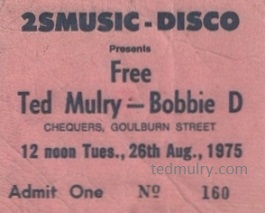 2SMUSIC - DISCO
Presents
Free
Ted Mulry — Bobbie D
CHEQUERS, GOULBURN STREET
12 noon Tues., 26th Aug., 1975
tedmulry.com
Admit One Nº 160